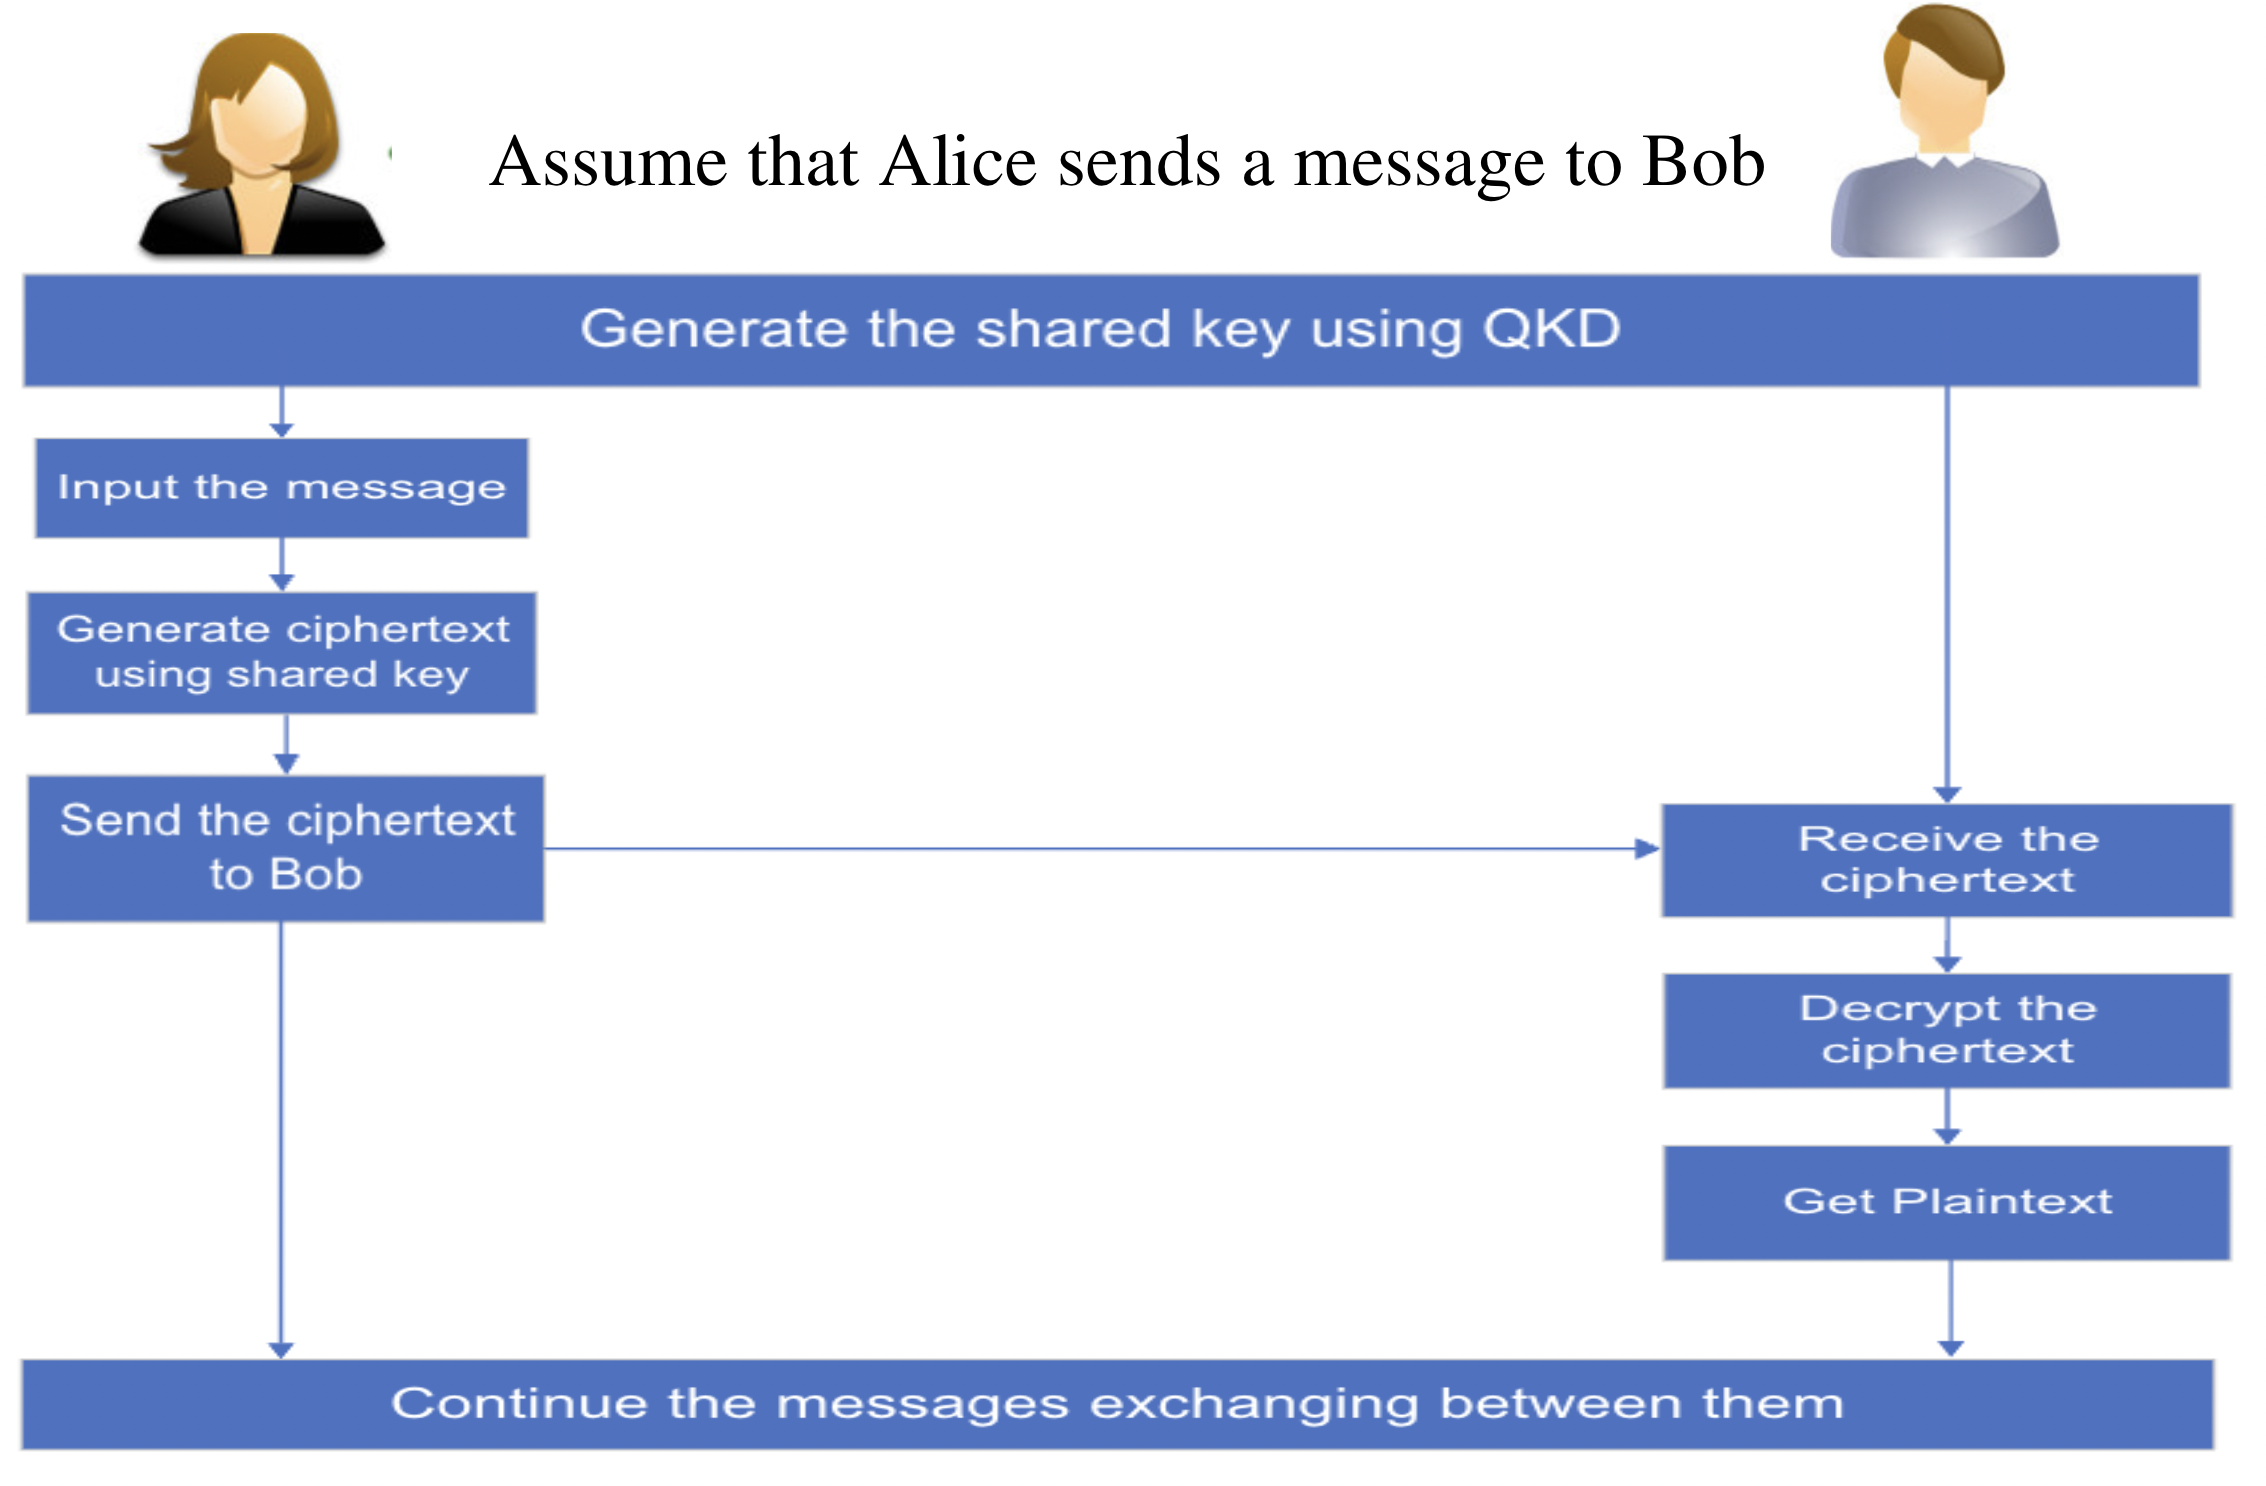 Assume that Alice sends a message to Bob
Generate the shared key using QKD
Input the message
Generate ciphertext
using shared key
Send the ciphertext
to Bob
Receive the
ciphertext
Decrypt the
ciphertext
Get Plaintext
Continue the messages exchanging between them